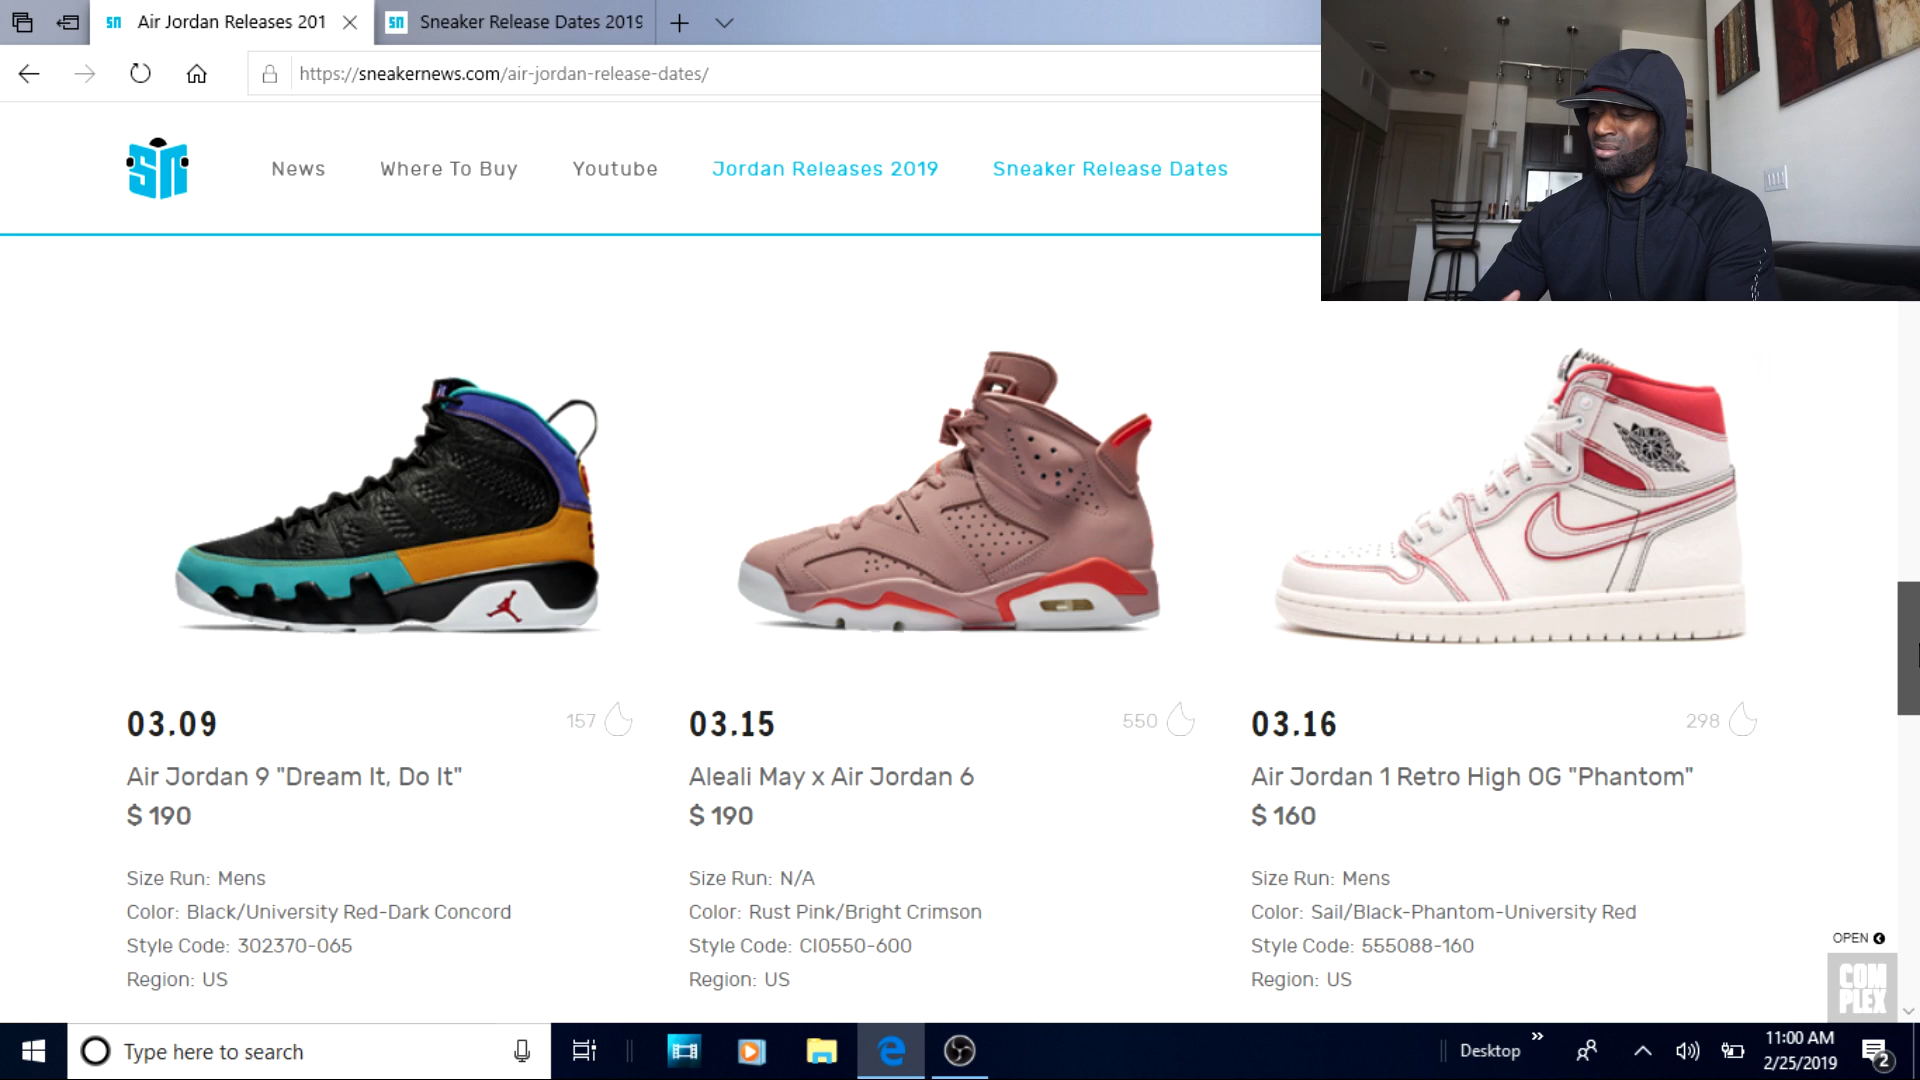 Air Jordan Releases 201
Sneaker Release Dates 2019
https://sneakernews.com/air-jordan-release-dates/
News
Where To Buy
Youtube
Jordan Releases 2019
Sneaker Release Dates
03.09
157
Air Jordan 9 "Dream It, Do It"
$ 190
Size Run: Mens
Color: Black/University Red-Dark Concord
Style Code: 302370-065
Region: US
03.15
550
Aleali May x Air Jordan 6
$ 190
Size Run: N/A
Color: Rust Pink/Bright Crimson
Style Code: CI0550-600
Region: US
03.16
298
Air Jordan 1 Retro High OG "Phantom"
$ 160
Size Run: Mens
Color: Sail/Black-Phantom-University Red
Style Code: 555088-160
Region: US
OPEN
COM
PLEX
Type here to search
Desktop
11:00 AM
2/25/2019
2